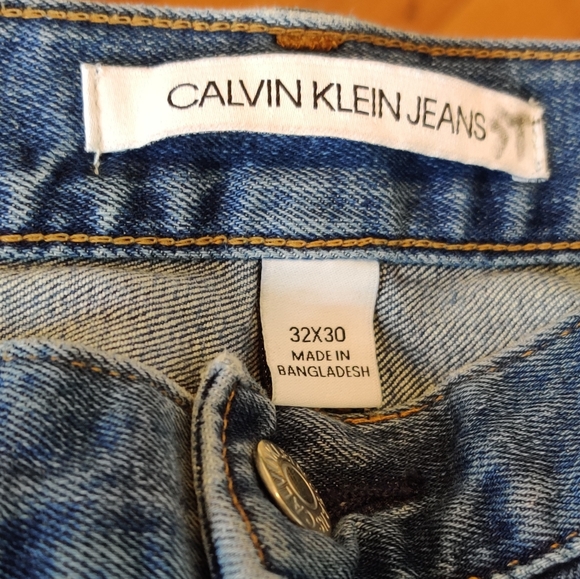 CALVIN KLEIN JEANS
32X30
MADE IN
BANGLADESH